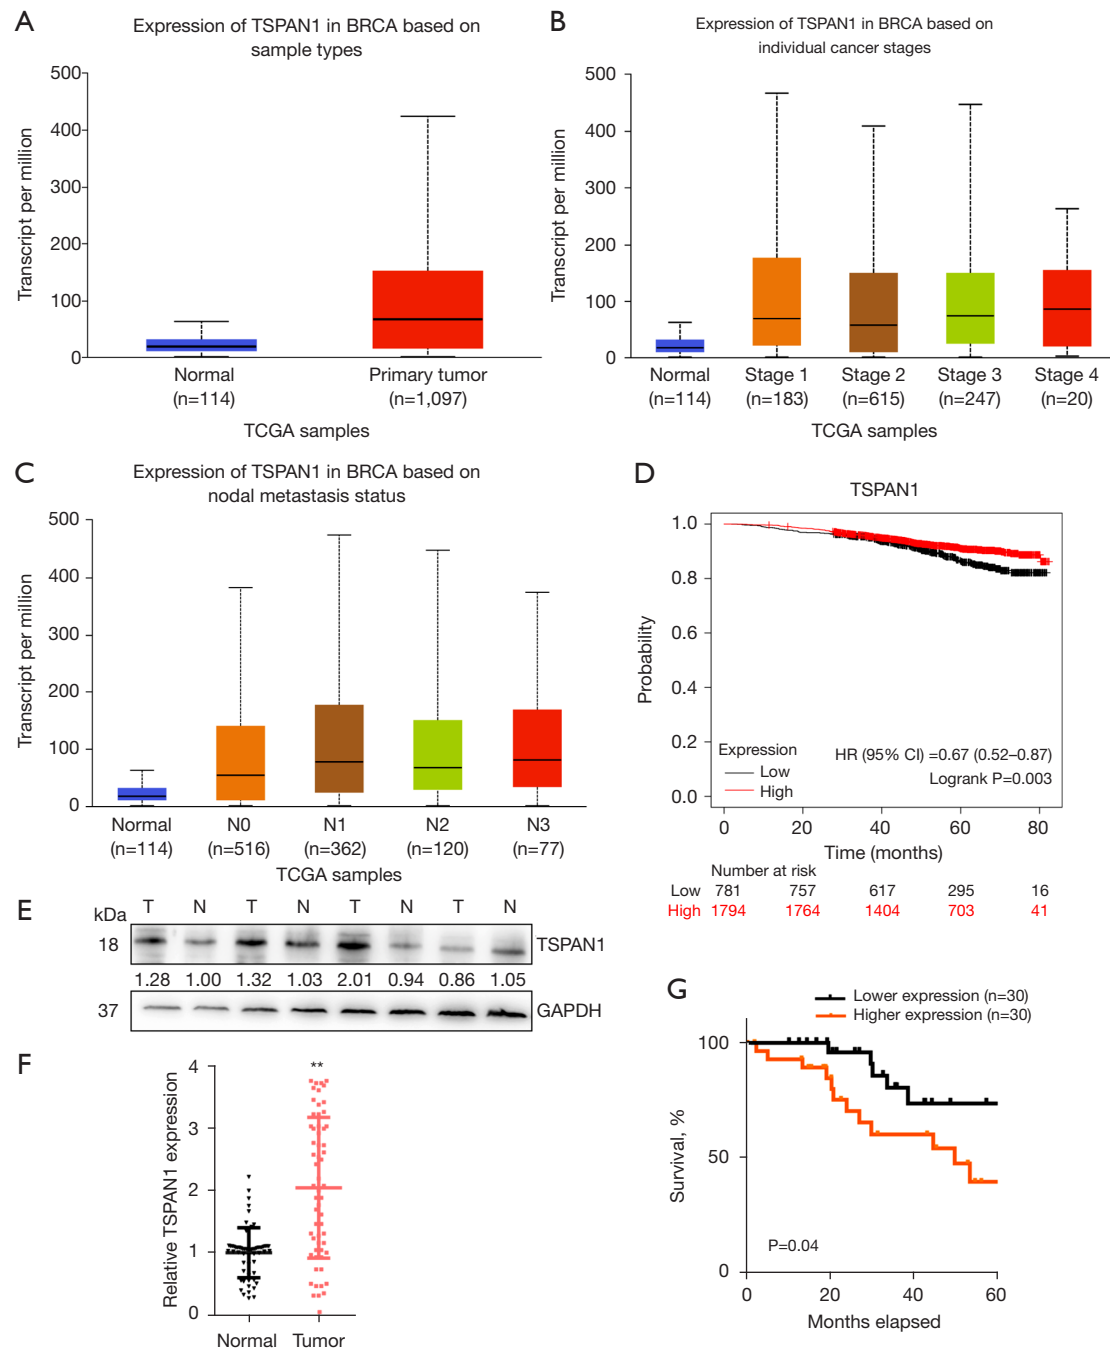 A
Expression of TSPAN1 in BRCA based on
sample types
Transcript per million
500
400
300
200
100
0
Normal
(n=114)
Primary tumor
(n=1,097)
TCGA samples
B
Expression of TSPAN1 in BRCA based on
individual cancer stages
Transcript per million
500
400
300
200
100
0
Normal
(n=114)
Stage 1
(n=183)
Stage 2
(n=615)
Stage 3
(n=247)
Stage 4
(n=20)
TCGA samples
C
Expression of TSPAN1 in BRCA based on
nodal metastasis status
Transcript per million
500
400
300
200
100
0
Normal
(n=114)
N0
(n=516)
N1
(n=362)
N2
(n=120)
N3
(n=77)
TCGA samples
D
TSPAN1
Probability
1.0
0.8
0.6
0.4
0.2
0.0
Expression
Low
High
HR (95% CI) =0.67 (0.52–0.87)
Logrank P=0.003
0 20 40 60 80
Time (months)
Number at risk
Low 781 757 617 295 16
High 1794 1764 1404 703 41
E
kDa T N T N T N T N
18 TSPAN1
1.28 1.00 1.32 1.03 2.01 0.94 0.86 1.05
37 GAPDH
F
Relative TSPAN1 expression
4
3
2
1
0
**
Normal Tumor
G
Lower expression (n=30)
Higher expression (n=30)
Survival, %
100
50
0
P=0.04
0 20 40 60
Months elapsed